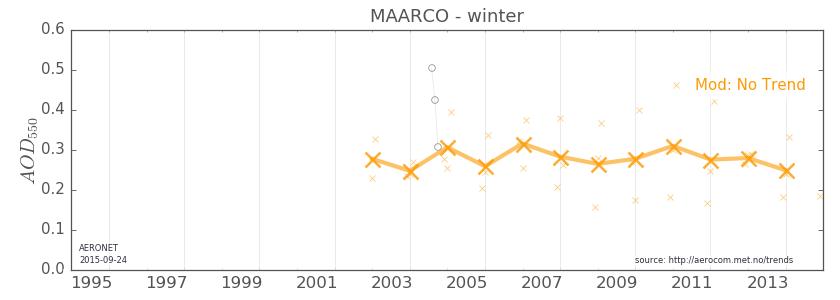 MAARCO - winter
0.6
0.5
0.4
0.3
0.2
0.1
0.0
AOD550
Mod: No Trend
AERONET
2015-09-24
source: http://aerocom.met.no/trends
1995 1997 1999 2001 2003 2005 2007 2009 2011 2013